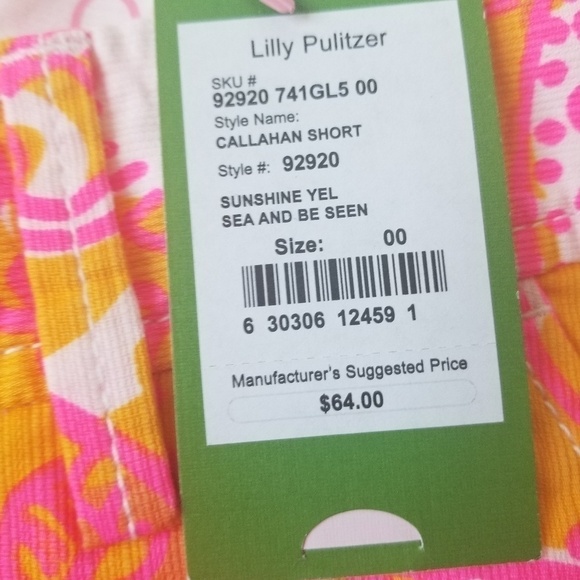 Lilly Pulitzer
SKU #
92920 741GL5 00
Style Name:
CALLAHAN SHORT
Style #: 92920
SUNSHINE YEL
SEA AND BE SEEN
Size: 00
6 30306 12459 1
Manufacturer's Suggested Price
$64.00